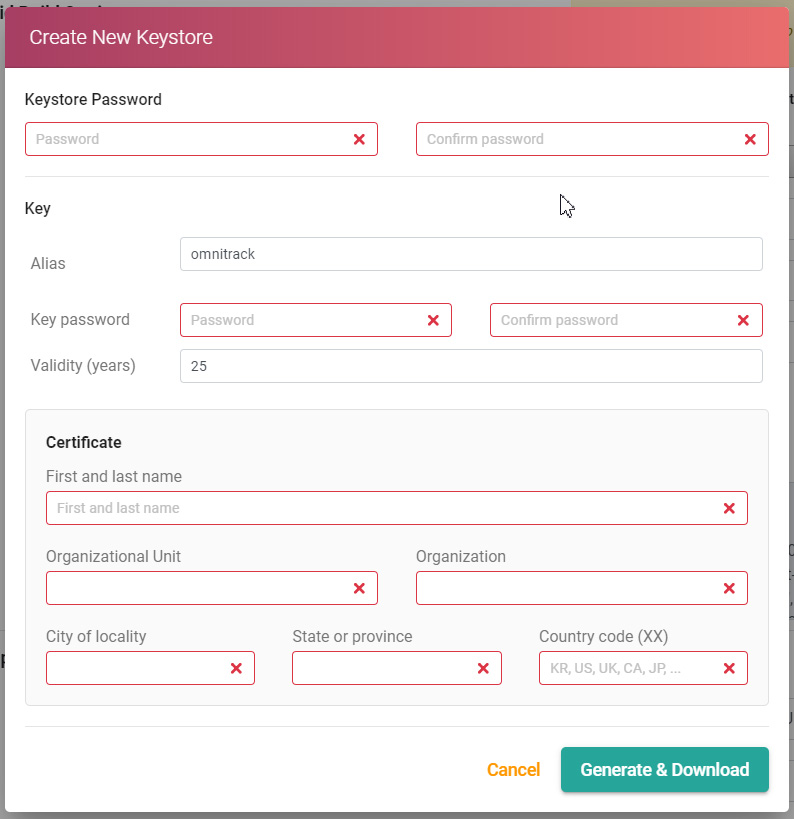 Create New Keystore
Keystore Password
Password
Confirm password
Key
Alias
omnitrack
Key password
Password
Confirm password
Validity (years)
25
Certificate
First and last name
First and last name
Organizational Unit
Organization
City of locality
State or province
Country code (XX)
KR, US, UK, CA, JP, ...
Cancel
Generate & Download